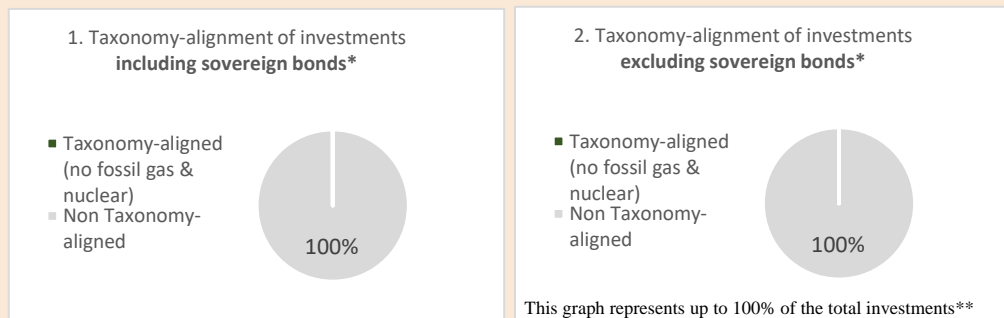 1. Taxonomy-alignment of investments
including sovereign bonds*
Taxonomy-aligned
(no fossil gas &
nuclear)
Non Taxonomy-
aligned
100%
2. Taxonomy-alignment of investments
excluding sovereign bonds*
Taxonomy-aligned
(no fossil gas &
nuclear)
Non Taxonomy-
aligned
100%
This graph represents up to 100% of the total investments**